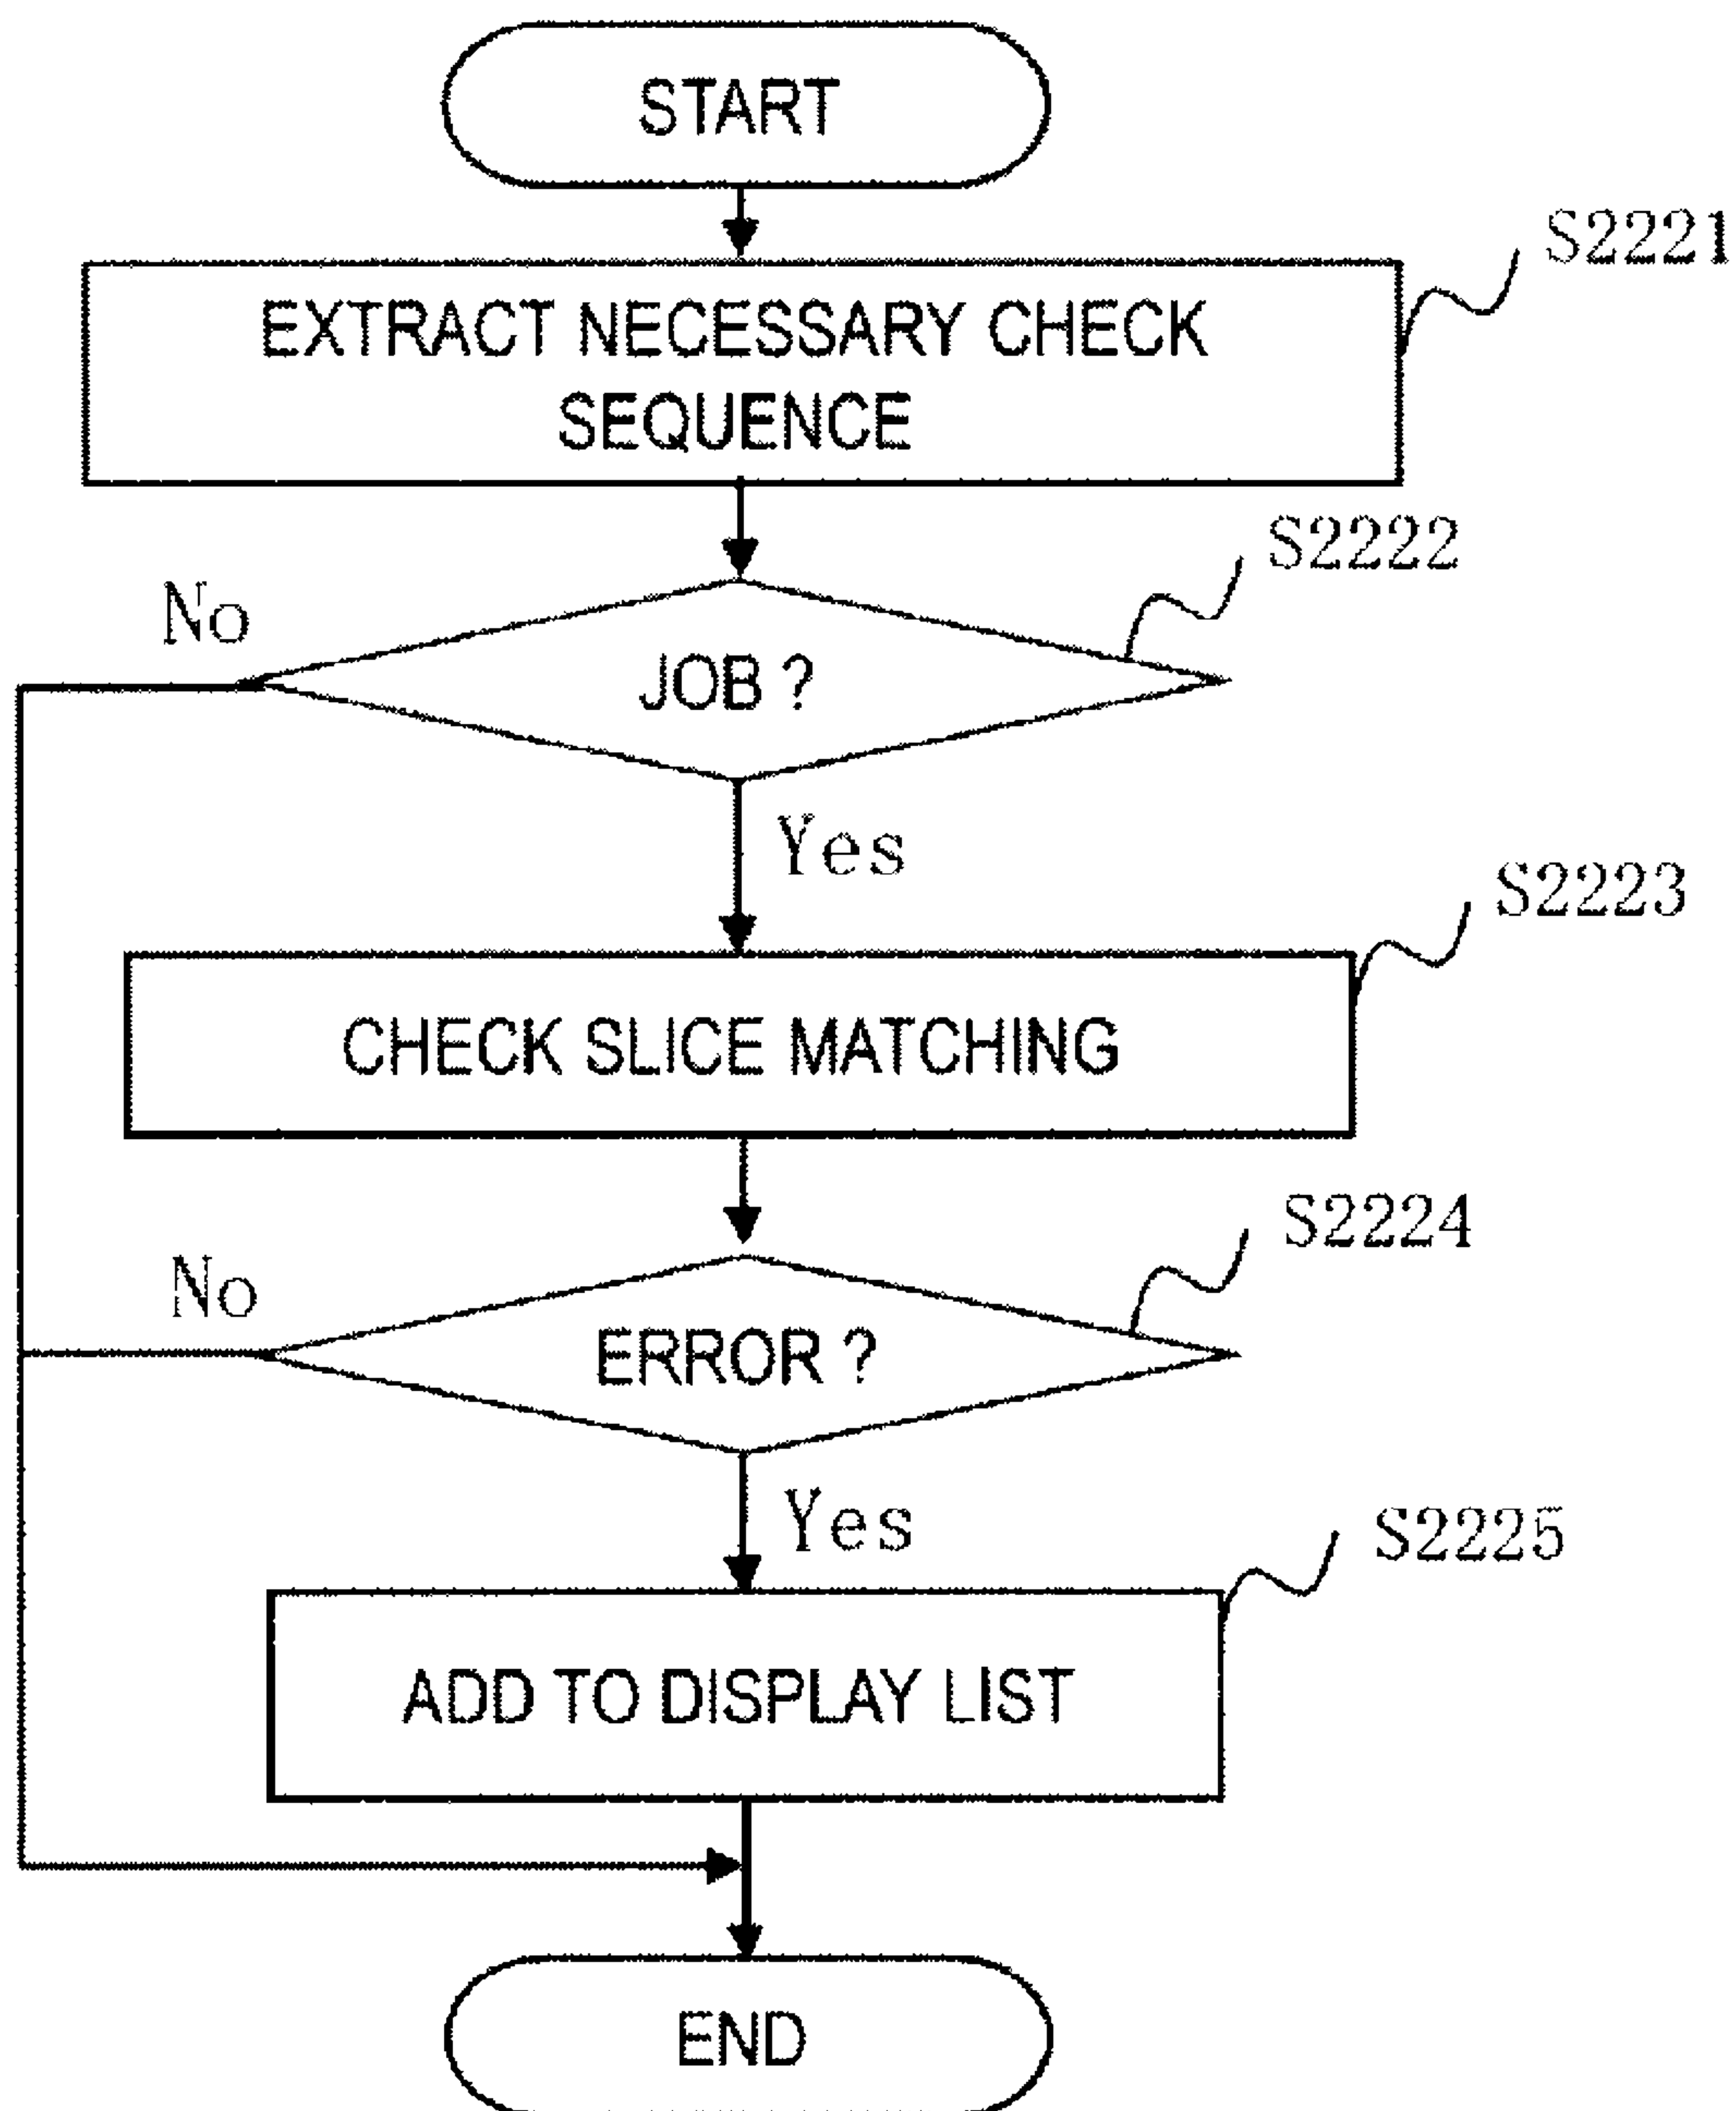 START
S2221
EXTRACT NECESSARY CHECK
SEQUENCE
S2222
No
JOB ?
Yes
S2223
CHECK SLICE MATCHING
S2224
No
ERROR ?
Yes
S2225
ADD TO DISPLAY LIST
END